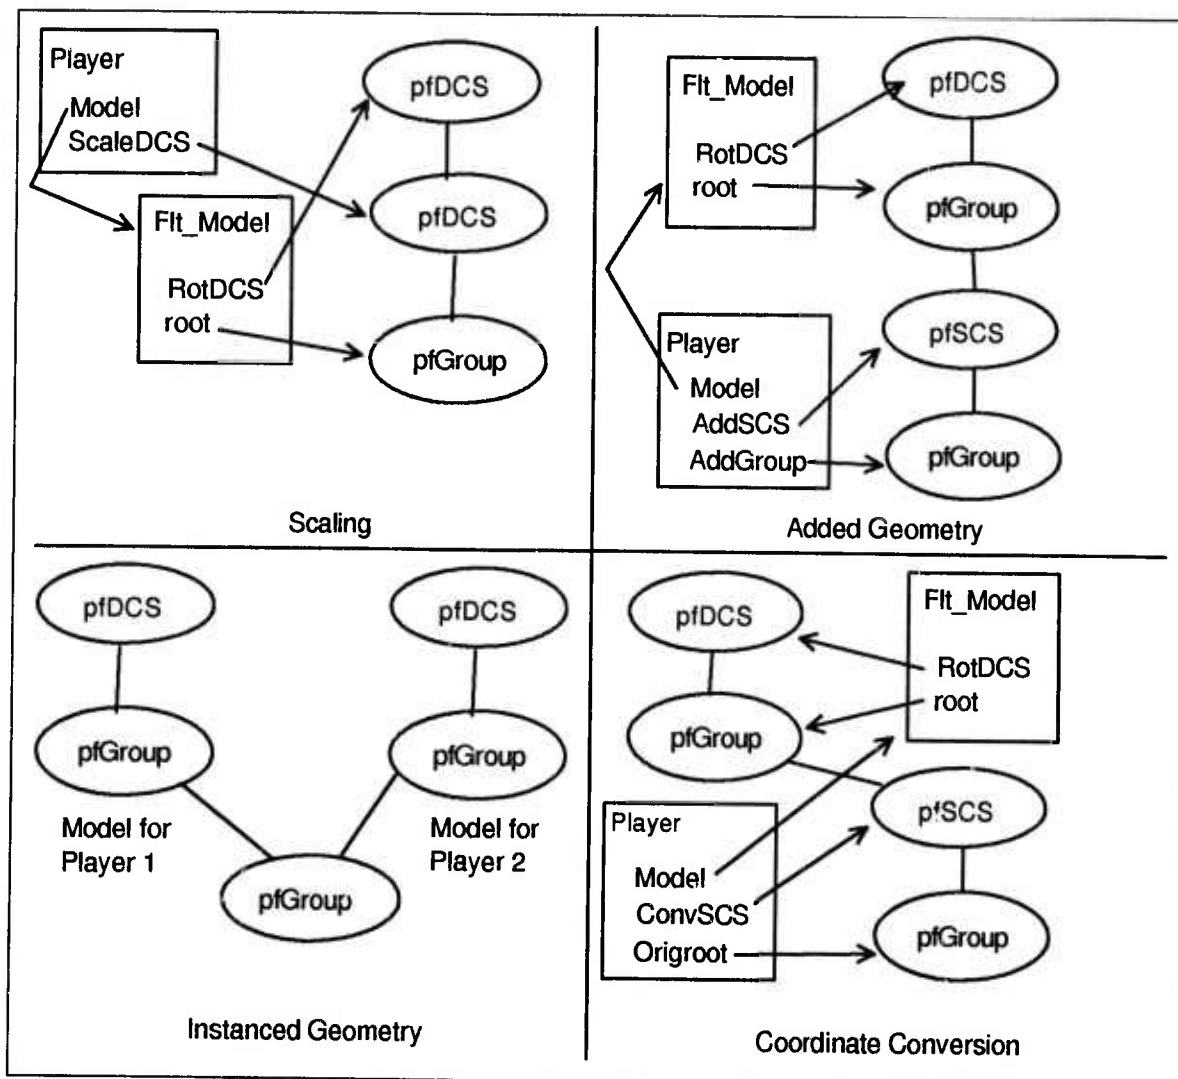 Player
Model
ScaleDCS
pfDCS
pfDCS
Flt_Model
RotDCS
root
pfGroup
Scaling
Flt_Model
RotDCS
root
pfDCS
pfGroup
Player
Model
AddSCS
AddGroup
pfSCS
pfGroup
Added Geometry
pfDCS
pfDCS
pfGroup
pfGroup
Model for
Player 1
Model for
Player 2
pfGroup
Instanced Geometry
pfDCS
Flt_Model
RotDCS
root
pfGroup
pfSCS
Player
Model
ConvSCS
Origroot
pfGroup
Coordinate Conversion